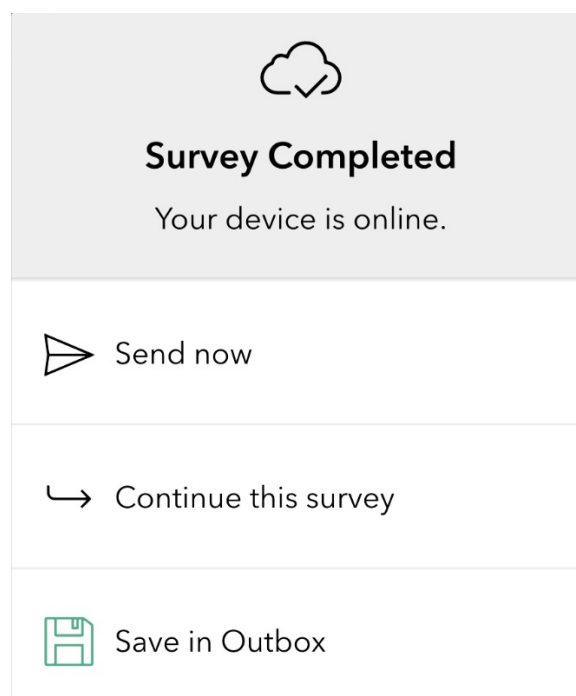 Survey Completed
Your device is online.
Send now
Continue this survey
Save in Outbox